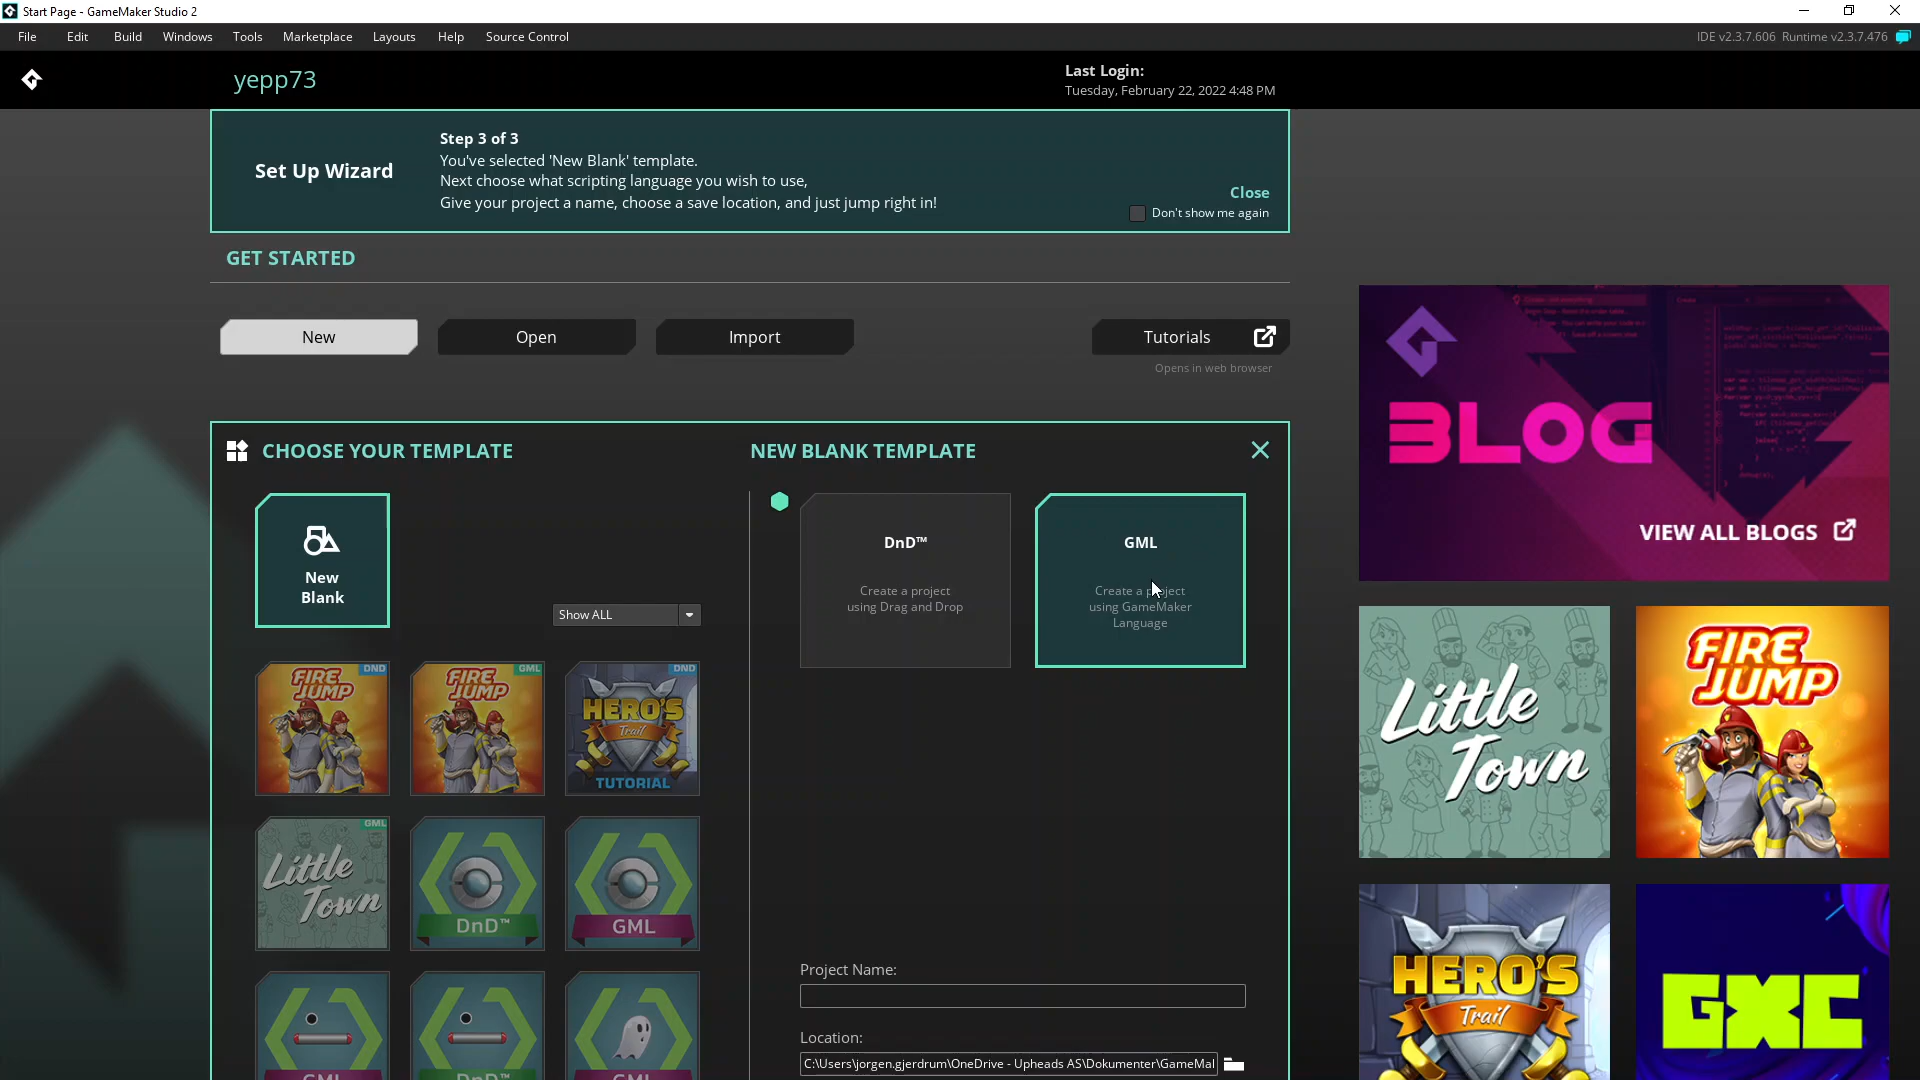 Start Page - GameMaker Studio 2
File Edit Build Windows Tools Marketplace Layouts Help Source Control
IDE v2.3.7.606 Runtime v2.3.7.476
yepp73
Last Login:
Tuesday, February 22, 2022 4:48 PM
Set Up Wizard
Step 3 of 3
You've selected 'New Blank' template.
Next choose what scripting language you wish to use,
Give your project a name, choose a save location, and just jump right in!
Close
Don't show me again
GET STARTED
New
Open
Import
Tutorials
Opens in web browser
CHOOSE YOUR TEMPLATE
New
Blank
Show ALL
DND
FIRE
JUMP
GML
FIRE
JUMP
DND
HERO'S
Trail
TUTORIAL
GML
Little
Town
DnD™
GML
GML
DnD™
GML
NEW BLANK TEMPLATE
DnD™
Create a project
using Drag and Drop
GML
Create a project
using GameMaker
Language
Project Name:
Location:
C:\Users\jorgen.gjerdrum\OneDrive - Upheads AS\Dokumenter\GameMal
BLOG
VIEW ALL BLOGS
Little
Town
FIRE
JUMP
HERO'S
Trail
GXC